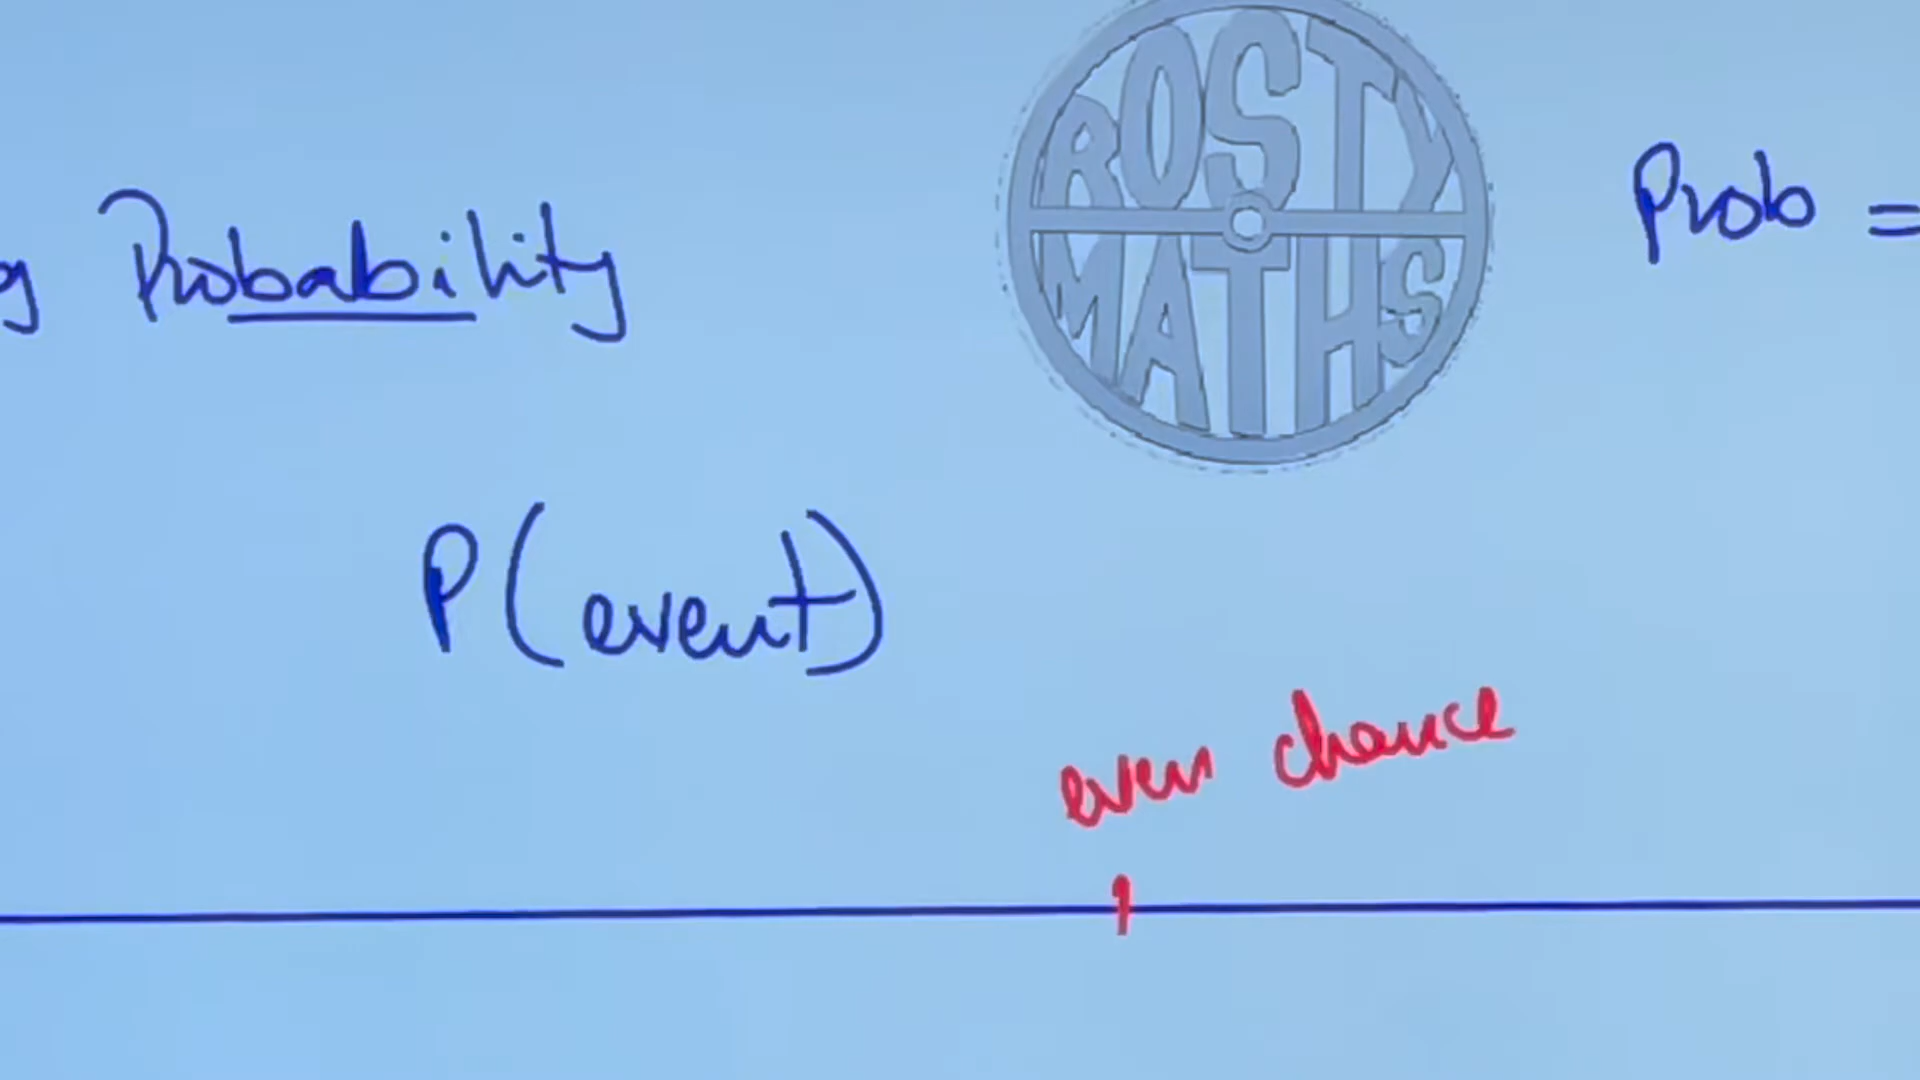 g Probability
ROSTY
MATHS
Prob =
P(event)
even chance